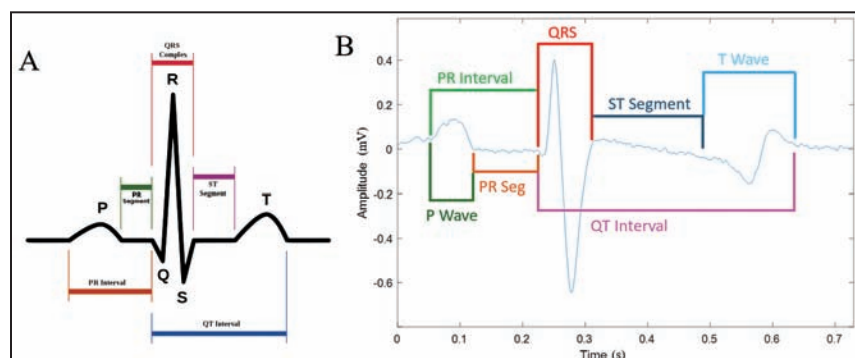 A
QRS
Complex
R
P
PR
Segment
ST
Segment
T
Q
S
PR Interval
QT Interval
B
QRS
T Wave
PR Interval
ST Segment
PR Seg
P Wave
QT Interval
Amplitude (mV)
0.4
0.2
0
-0.2
-0.4
-0.6
0
0.1
0.2
0.3
0.4
0.5
0.6
0.7
Time (s)